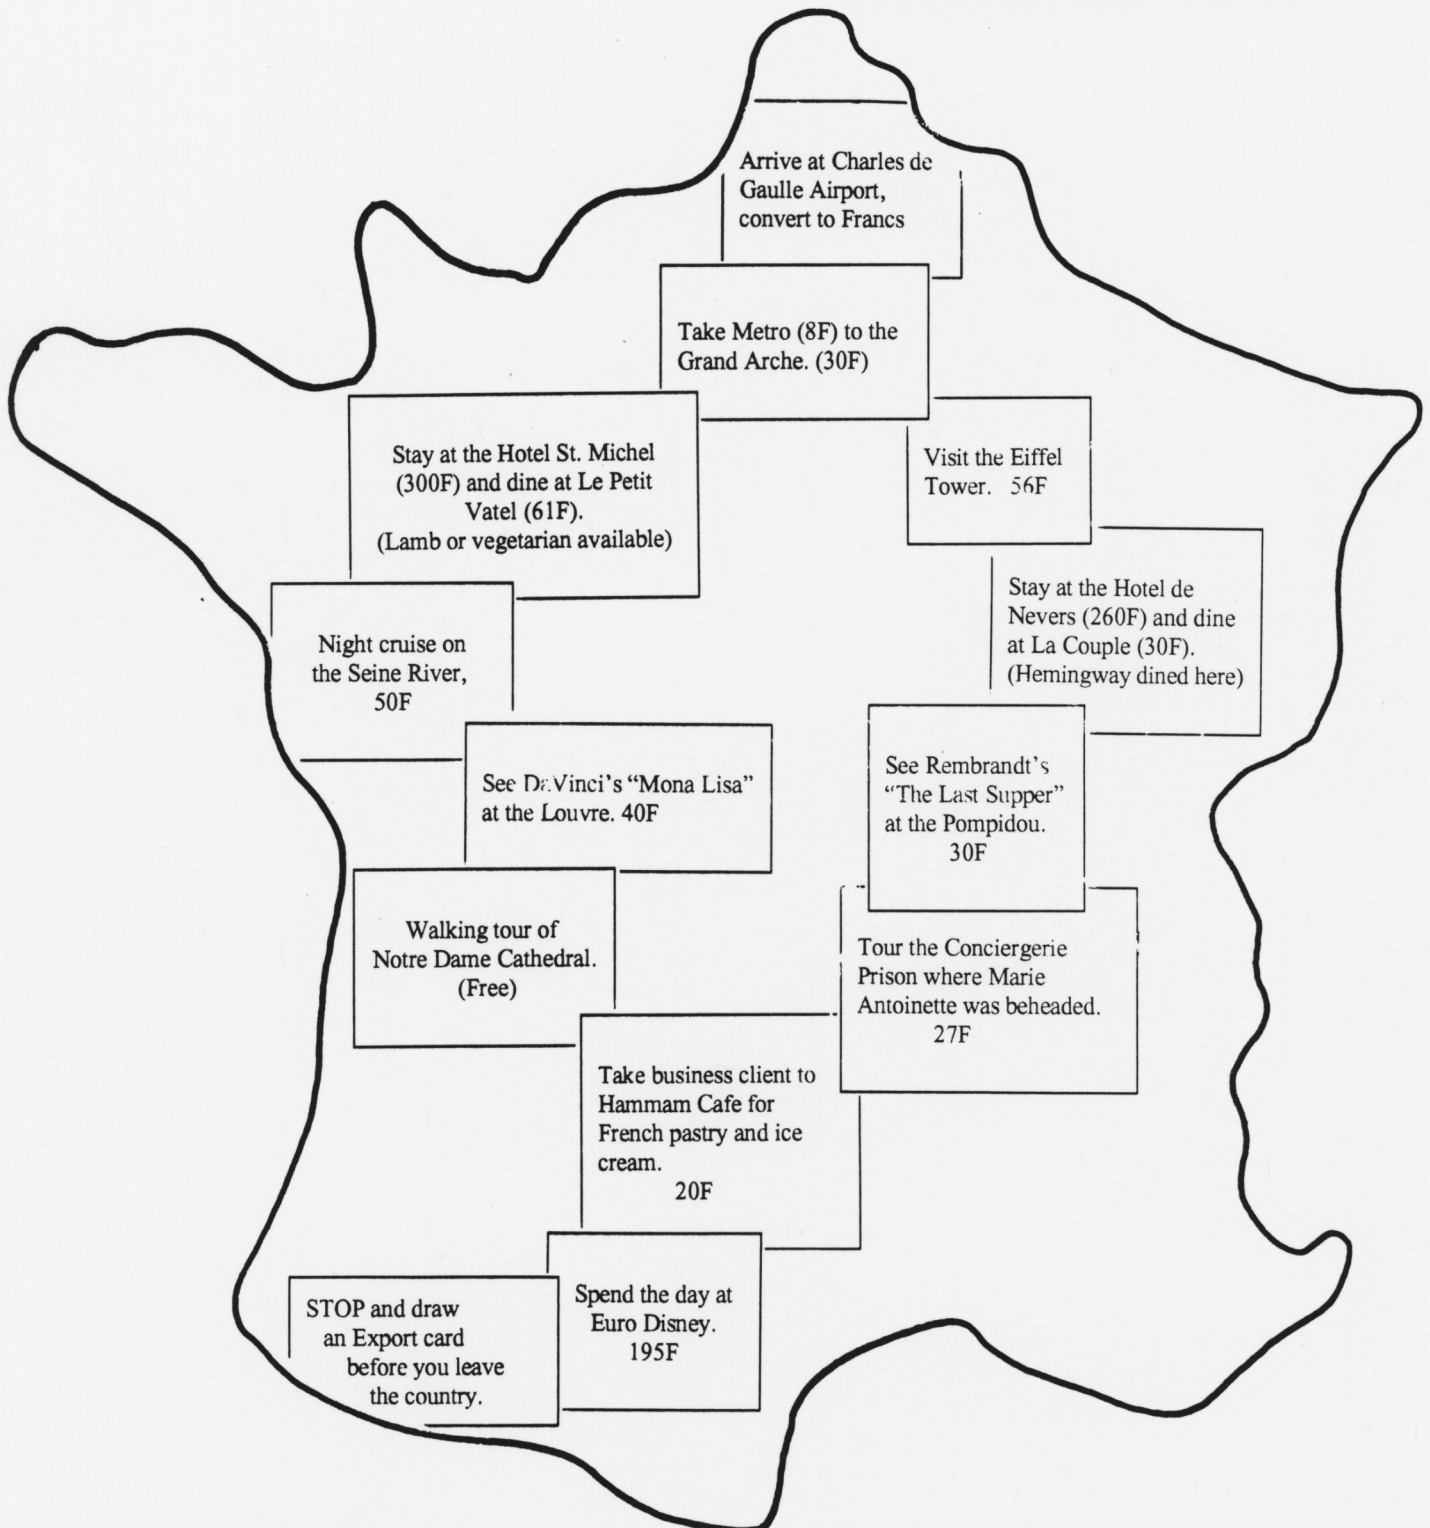 Arrive at Charles de
Gaulle Airport,
convert to Francs
Take Metro (8F) to the
Grand Arche. (30F)
Stay at the Hotel St. Michel
(300F) and dine at Le Petit
Vatel (61F).
(Lamb or vegetarian available)
Visit the Eiffel
Tower. 56F
Night cruise on
the Seine River,
50F
Stay at the Hotel de
Nevers (260F) and dine
at La Couple (30F).
(Hemingway dined here)
See DaVinci's “Mona Lisa”
at the Louvre. 40F
See Rembrandt's
“The Last Supper”
at the Pompidou.
30F
Walking tour of
Notre Dame Cathedral.
(Free)
Tour the Conciergerie
Prison where Marie
Antoinette was beheaded.
27F
Take business client to
Hammam Cafe for
French pastry and ice
cream.
20F
Spend the day at
Euro Disney.
195F
STOP and draw
an Export card
before you leave
the country.